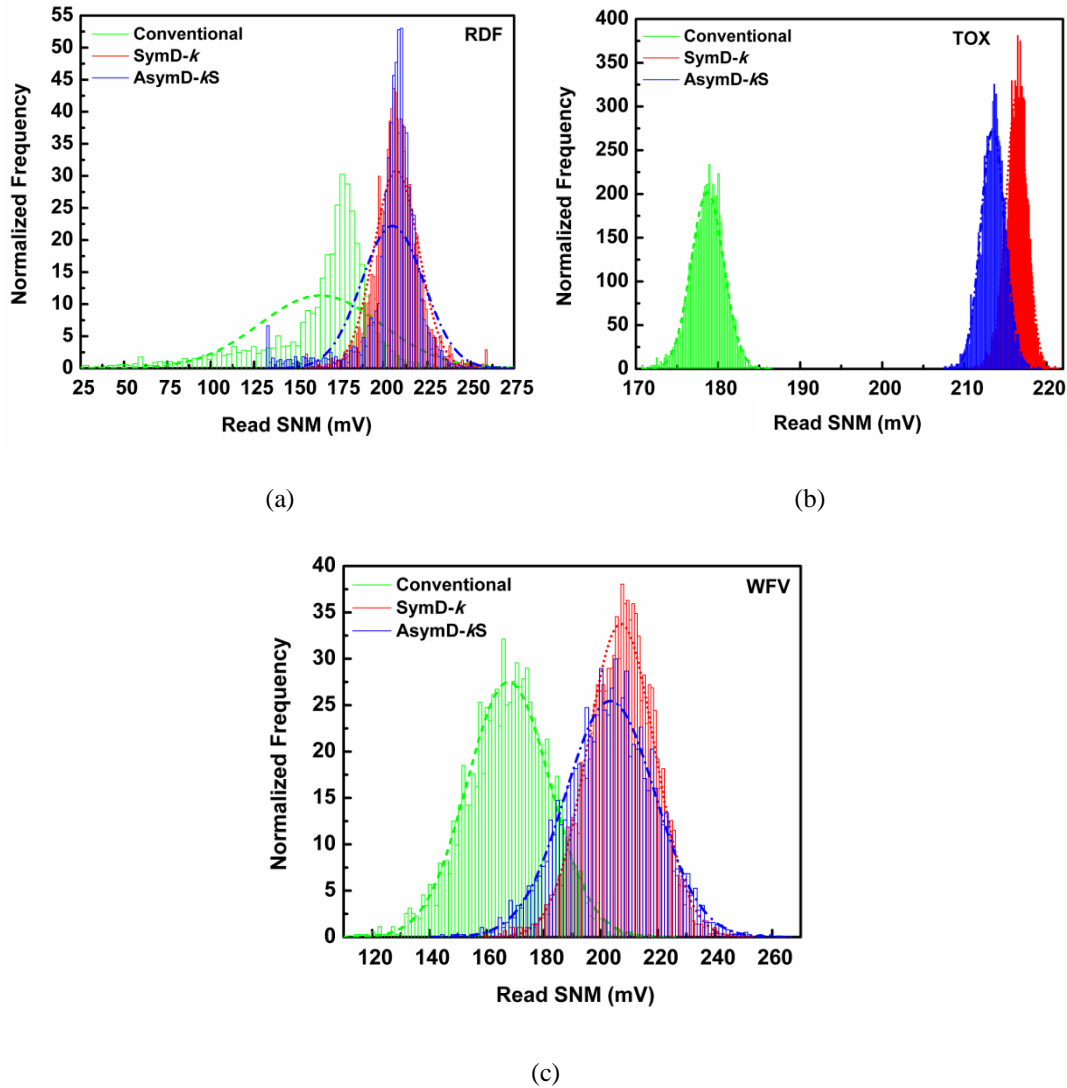 55
50
45
40
35
30
25
20
15
10
5
0
Normalized Frequency
Conventional
SymD-k
AsymD-kS
RDF
25 50 75 100 125 150 175 200 225 250 275
Read SNM (mV)
(a)
400
350
300
250
200
150
100
50
0
Normalized Frequency
Conventional
SymD-k
AsymD-kS
TOX
170 180 190 200 210 220
Read SNM (mV)
(b)
40
35
30
25
20
15
10
5
0
Normalized Frequency
Conventional
SymD-k
AsymD-kS
WFV
120 140 160 180 200 220 240 260
Read SNM (mV)
(c)